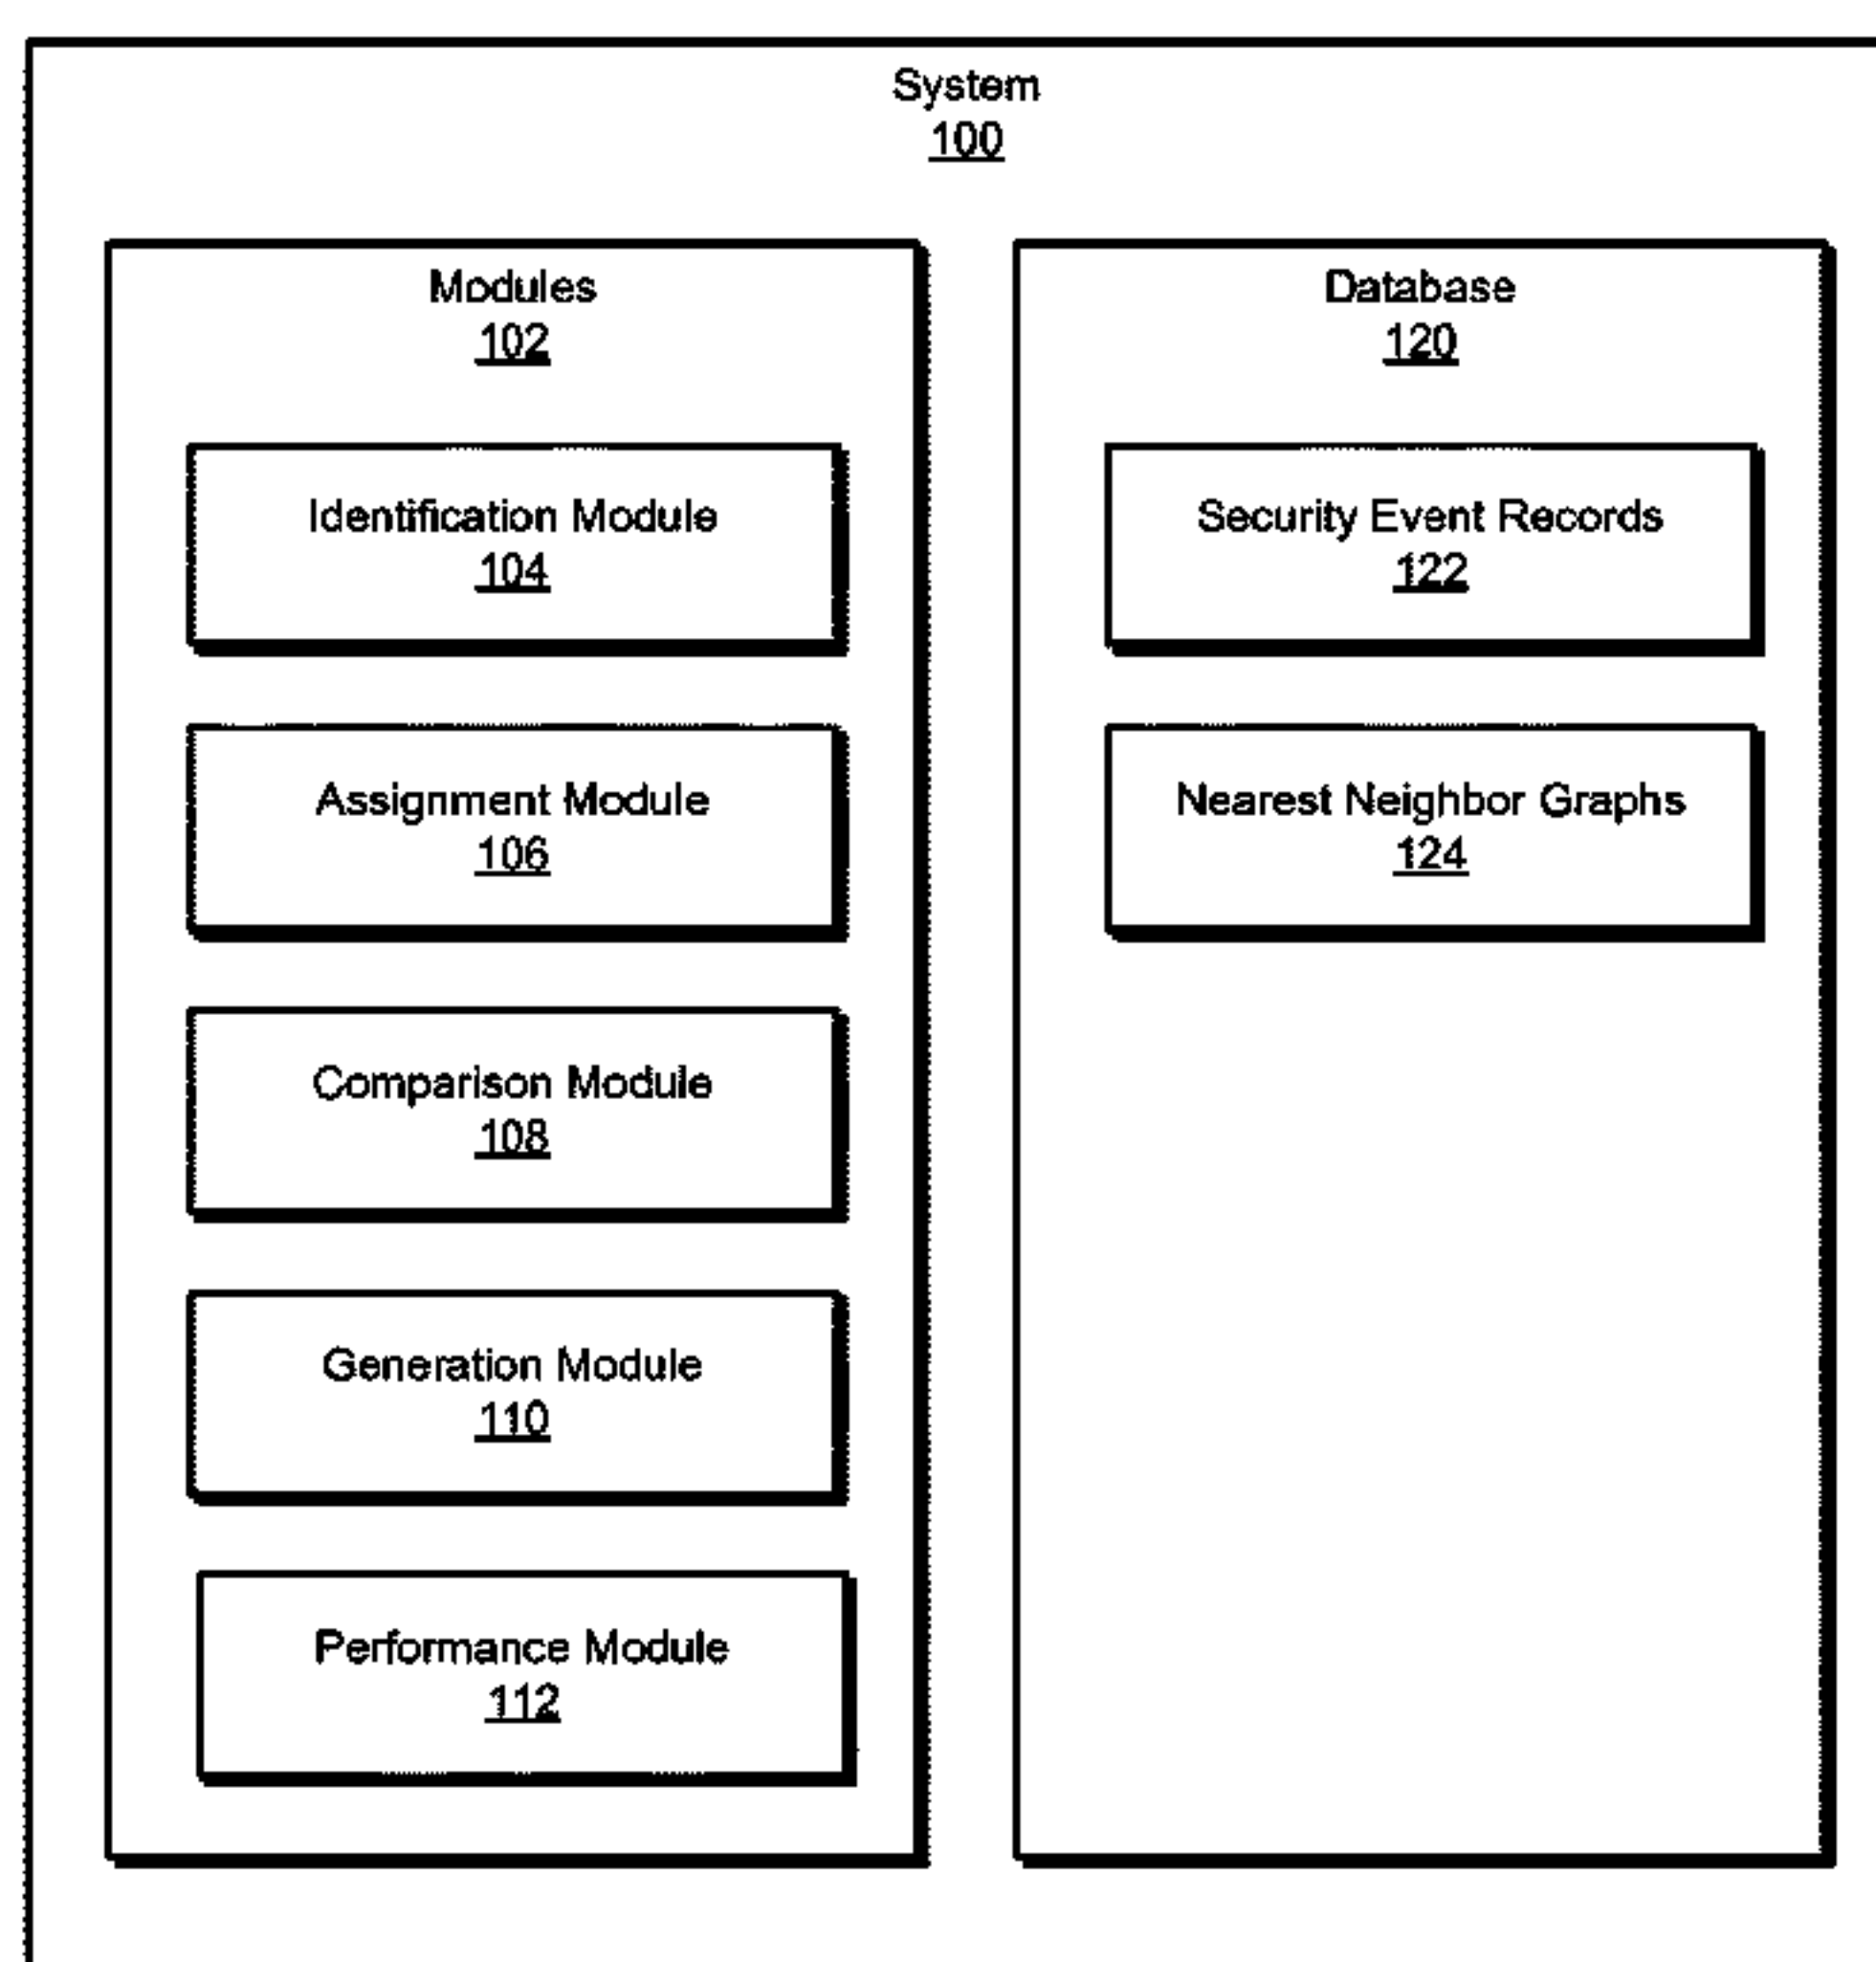 System
100
Modules
102
Identification Module
104
Assignment Module
106
Comparison Module
108
Generation Module
110
Performance Module
112
Database
120
Security Event Records
122
Nearest Neighbor Graphs
124